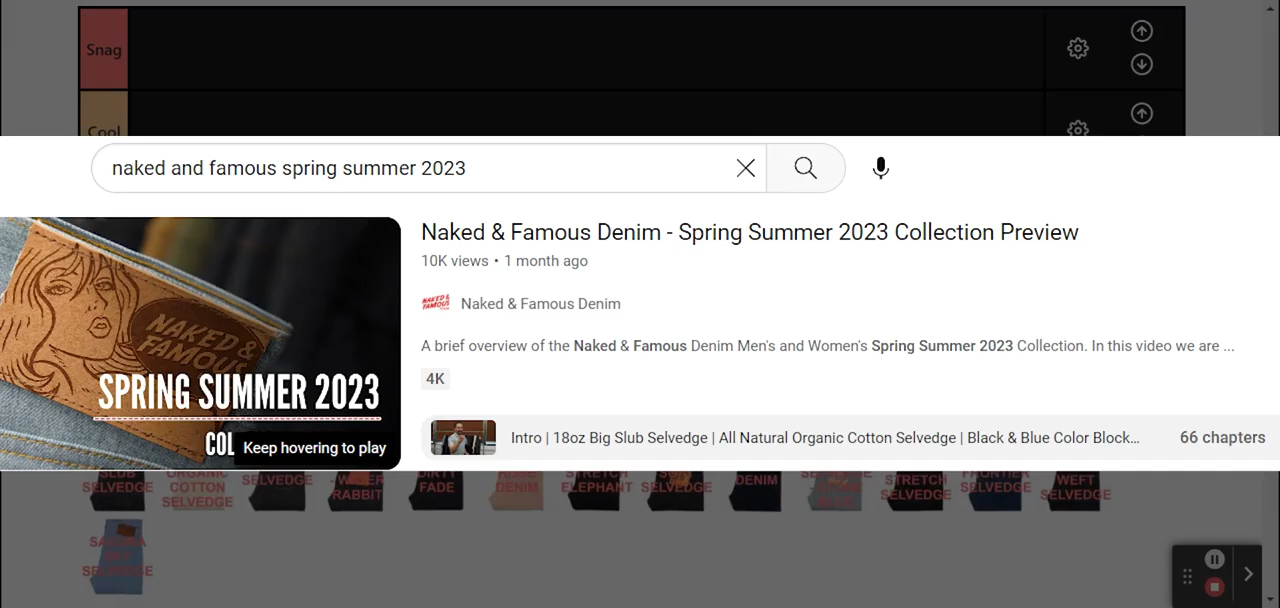 Snag
Cool
naked and famous spring summer 2023
Naked & Famous Denim - Spring Summer 2023 Collection Preview
10K views • 1 month ago
NAKED & FAMOUS
Naked & Famous Denim
A brief overview of the Naked & Famous Denim Men's and Women's Spring Summer 2023 Collection. In this video we are ...
4K
Intro | 18oz Big Slub Selvedge | All Natural Organic Cotton Selvedge | Black & Blue Color Block...
66 chapters
NAKED &
FAMOUS
SPRING SUMMER 2023
COL
Keep hovering to play
SLUB
SELVEDGE
ORGANIC
COTTON
SELVEDGE
SELVEDGE
RABBIT
DIRTY
FADE
DENIM
STRETCH
ELEPHANT
SELVEDGE
DENIM
STRETCH
SELVEDGE
FRONTIER
SELVEDGE
WEFT
SELVEDGE
SELVEDGE